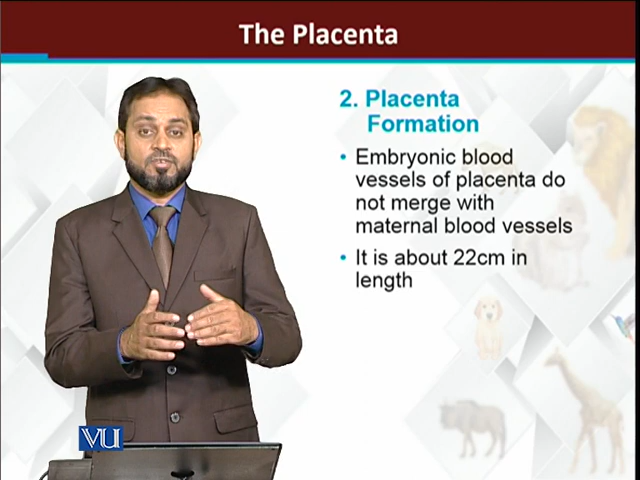 The Placenta
2. Placenta
Formation
• Embryonic blood
vessels of placenta do
not merge with
maternal blood vessels
• It is about 22cm in
length
VU